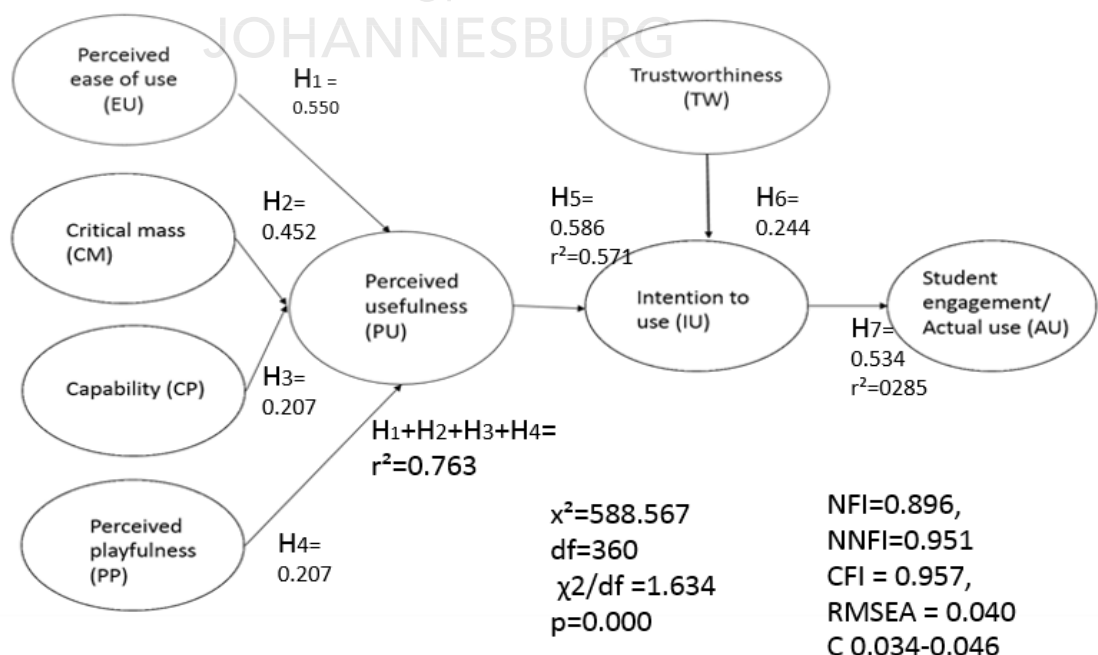 JOHANNESBURG
Perceived
ease of use
(EU)
H1 =
0.550
Trustworthiness
(TW)
Critical mass
(CM)
H2=
0.452
H5=
0.586
r²=0.571
H6=
0.244
Perceived
usefulness
(PU)
Intention to
use (IU)
Student
engagement/
Actual use (AU)
Capability (CP)
H3=
0.207
H7=
0.534
r²=0285
H1+H2+H3+H4=
r²=0.763
Perceived
playfulness
(PP)
H4=
0.207
x²=588.567
df=360
χ2/df =1.634
p=0.000
NFI=0.896,
NNFI=0.951
CFI = 0.957,
RMSEA = 0.040
C 0.034-0.046